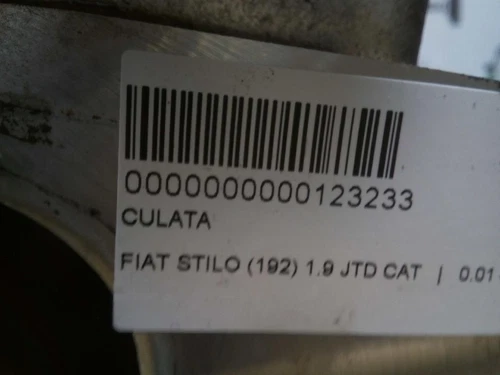 0000000000123233
CULATA
FIAT STILO (192) 1.9 JTD CAT | 0.01